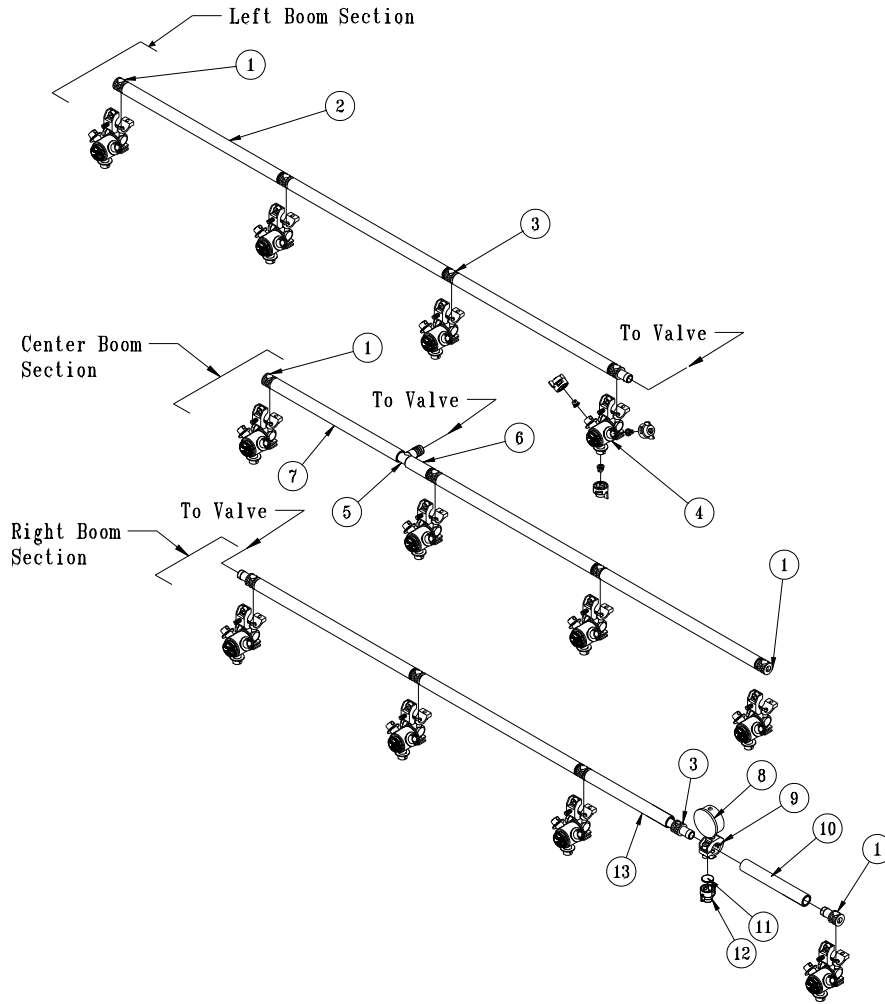 Left Boom Section
1
2
3
To Valve
Center Boom
Section
1
To Valve
6
7
5
4
Right Boom
Section
To Valve
1
3
8
9
10
13
1
11
12